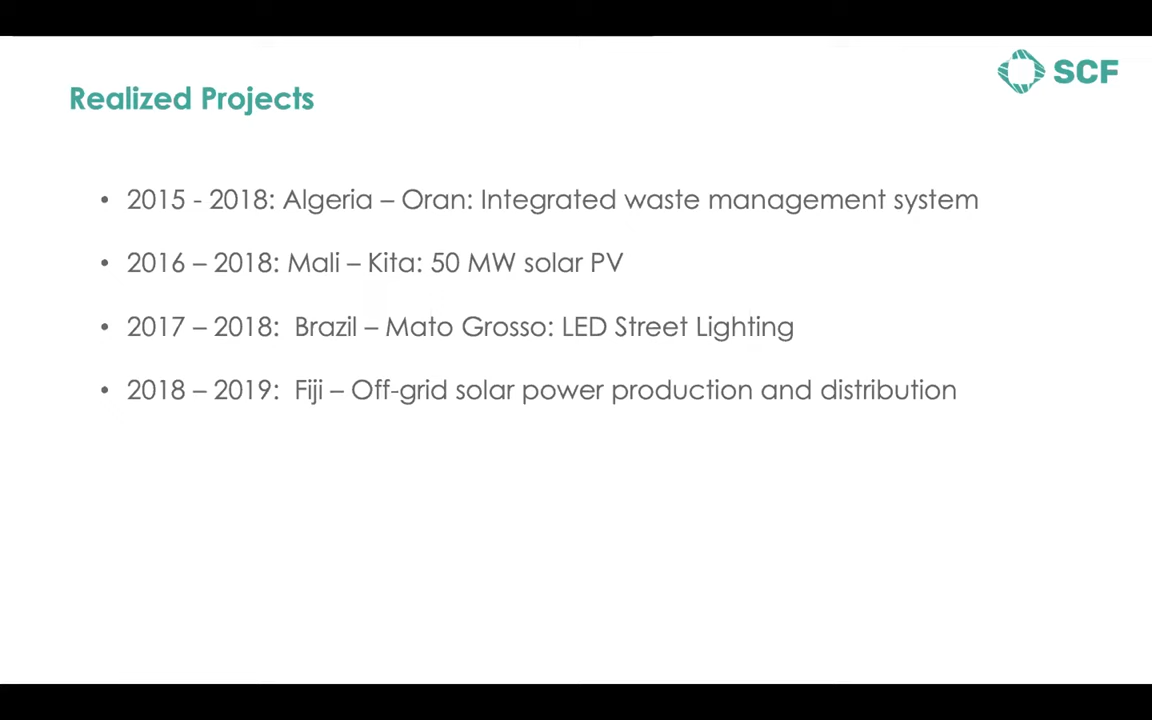 SCF
Realized Projects
• 2015 - 2018: Algeria – Oran: Integrated waste management system
• 2016 – 2018: Mali – Kita: 50 MW solar PV
• 2017 – 2018:  Brazil – Mato Grosso: LED Street Lighting
• 2018 – 2019:  Fiji – Off-grid solar power production and distribution